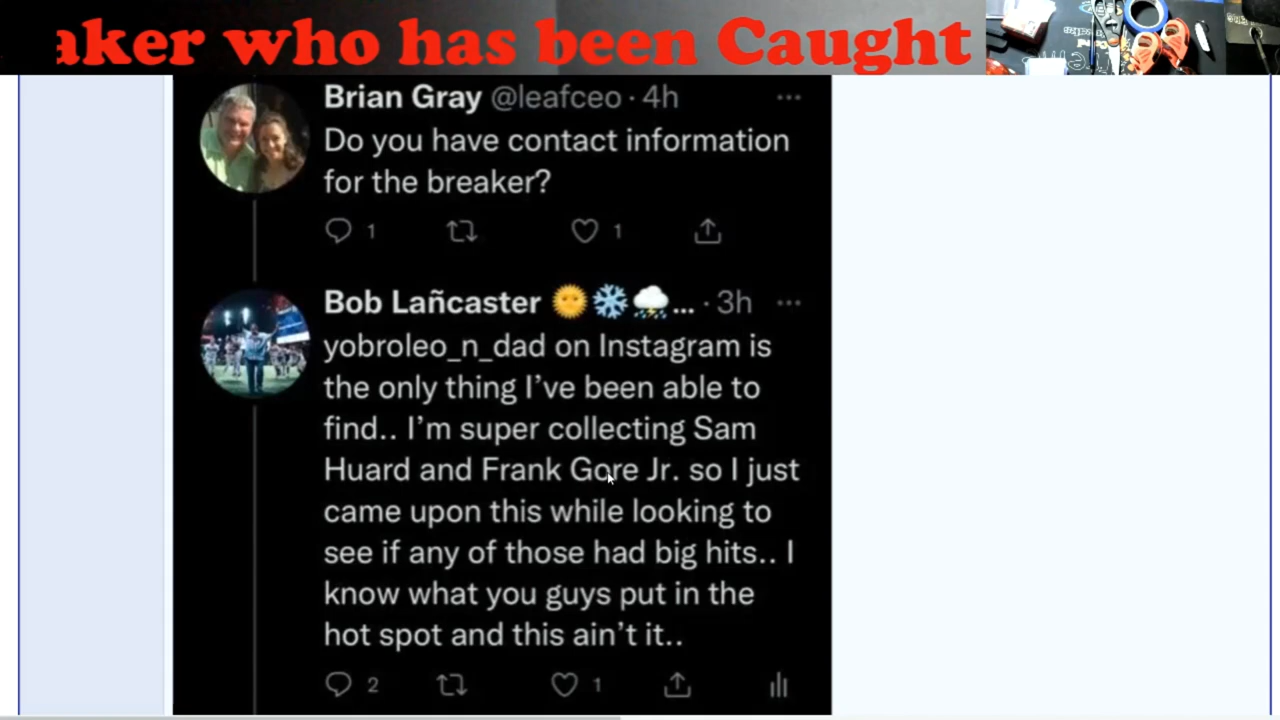 aker who has been Caught
Brian Gray @leafceo · 4h
Do you have contact information
for the breaker?
1
1
Bob Lañcaster 🌞❄️⛈️... · 3h
yobroleo_n_dad on Instagram is
the only thing I’ve been able to
find.. I’m super collecting Sam
Huard and Frank Gore Jr. so I just
came upon this while looking to
see if any of those had big hits.. I
know what you guys put in the
hot spot and this ain’t it..
2
1